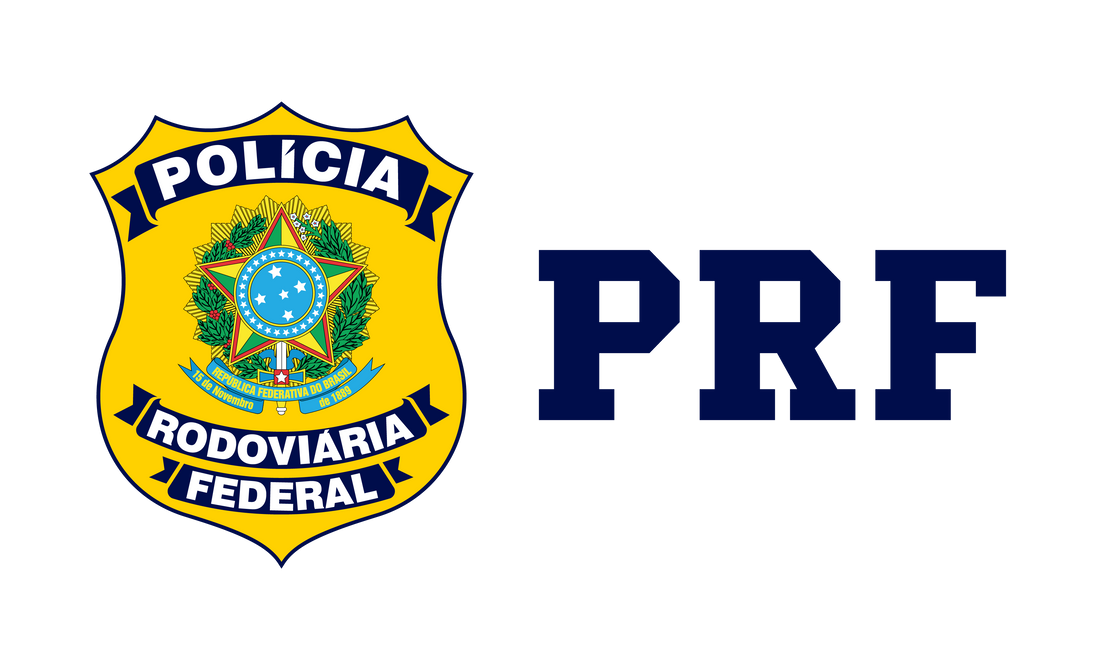 POLÍCIA
REPÚBLICA FEDERATIVA DO BRASIL
15 de Novembro de 1889
RODOVIÁRIA
FEDERAL
PRF